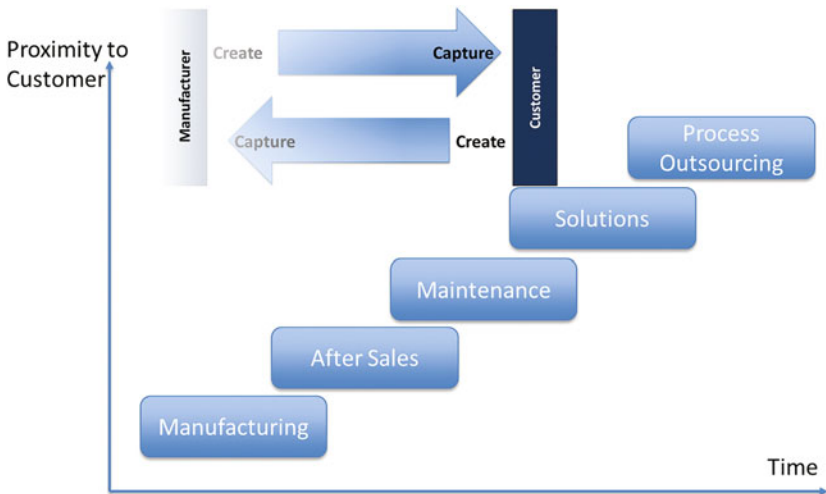 Proximity to
Customer
Manufacturer
Create
Capture
Capture
Create
Customer
Process
Outsourcing
Solutions
Maintenance
After Sales
Manufacturing
Time